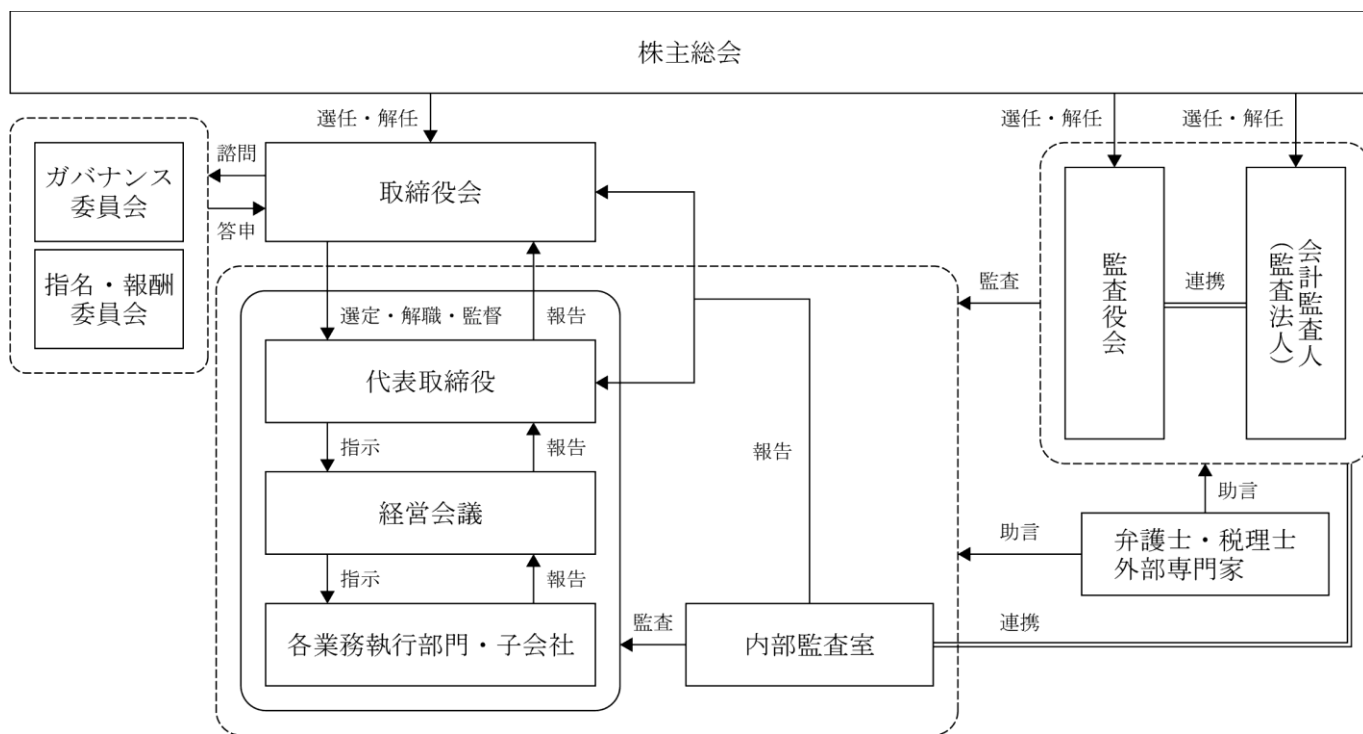 株主総会
選任・解任
選任・解任
選任・解任
ガバナンス
委員会
指名・報酬
委員会
諮問
答申
取締役会
選定・解職・監督
報告
代表取締役
指示
報告
経営会議
指示
報告
各業務執行部門・子会社
監査
内部監査室
報告
監査
監査役会
連携
会計監査人
（監査法人）
助言
助言
弁護士・税理士
外部専門家
連携